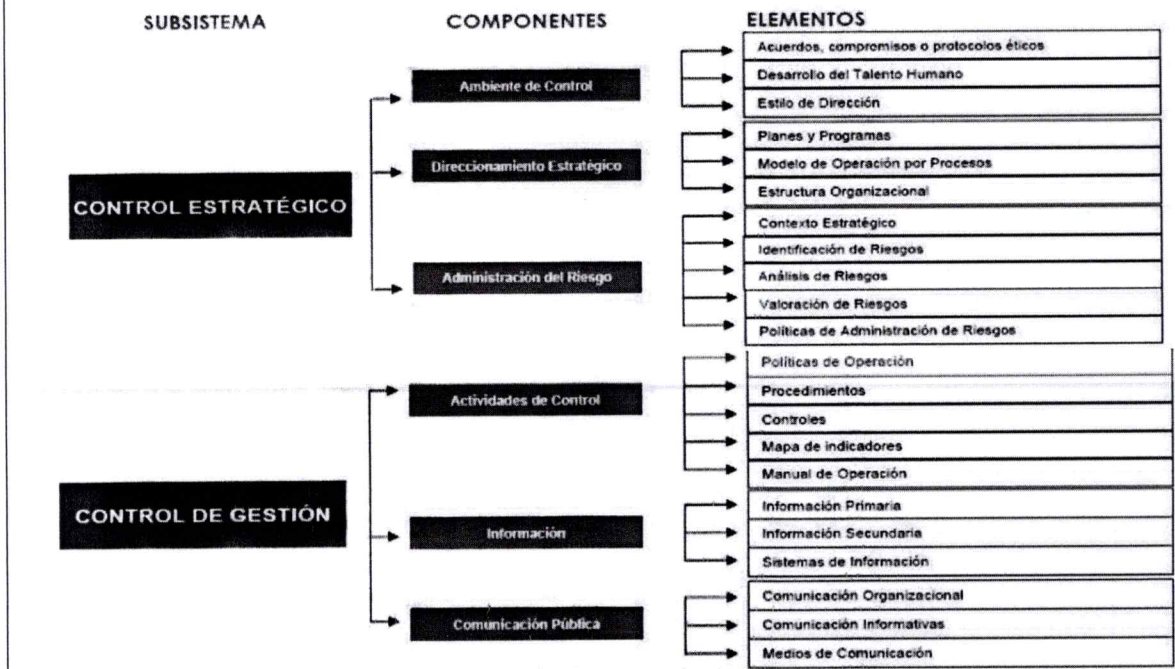 SUBSISTEMA
COMPONENTES
ELEMENTOS
CONTROL ESTRATÉGICO
Ambiente de Control
Acuerdos, compromisos o protocolos éticos
Desarrollo del Talento Humano
Estilo de Dirección
Direccionamiento Estratégico
Planes y Programas
Modelo de Operación por Procesos
Estructura Organizacional
Administración del Riesgo
Contexto Estratégico
Identificación de Riesgos
Análisis de Riesgos
Valoración de Riesgos
Políticas de Administración de Riesgos
CONTROL DE GESTIÓN
Actividades de Control
Políticas de Operación
Procedimientos
Controles
Mapa de indicadores
Manual de Operación
Información
Información Primaria
Información Secundaria
Sistemas de Información
Comunicación Pública
Comunicación Organizacional
Comunicación Informativas
Medios de Comunicación